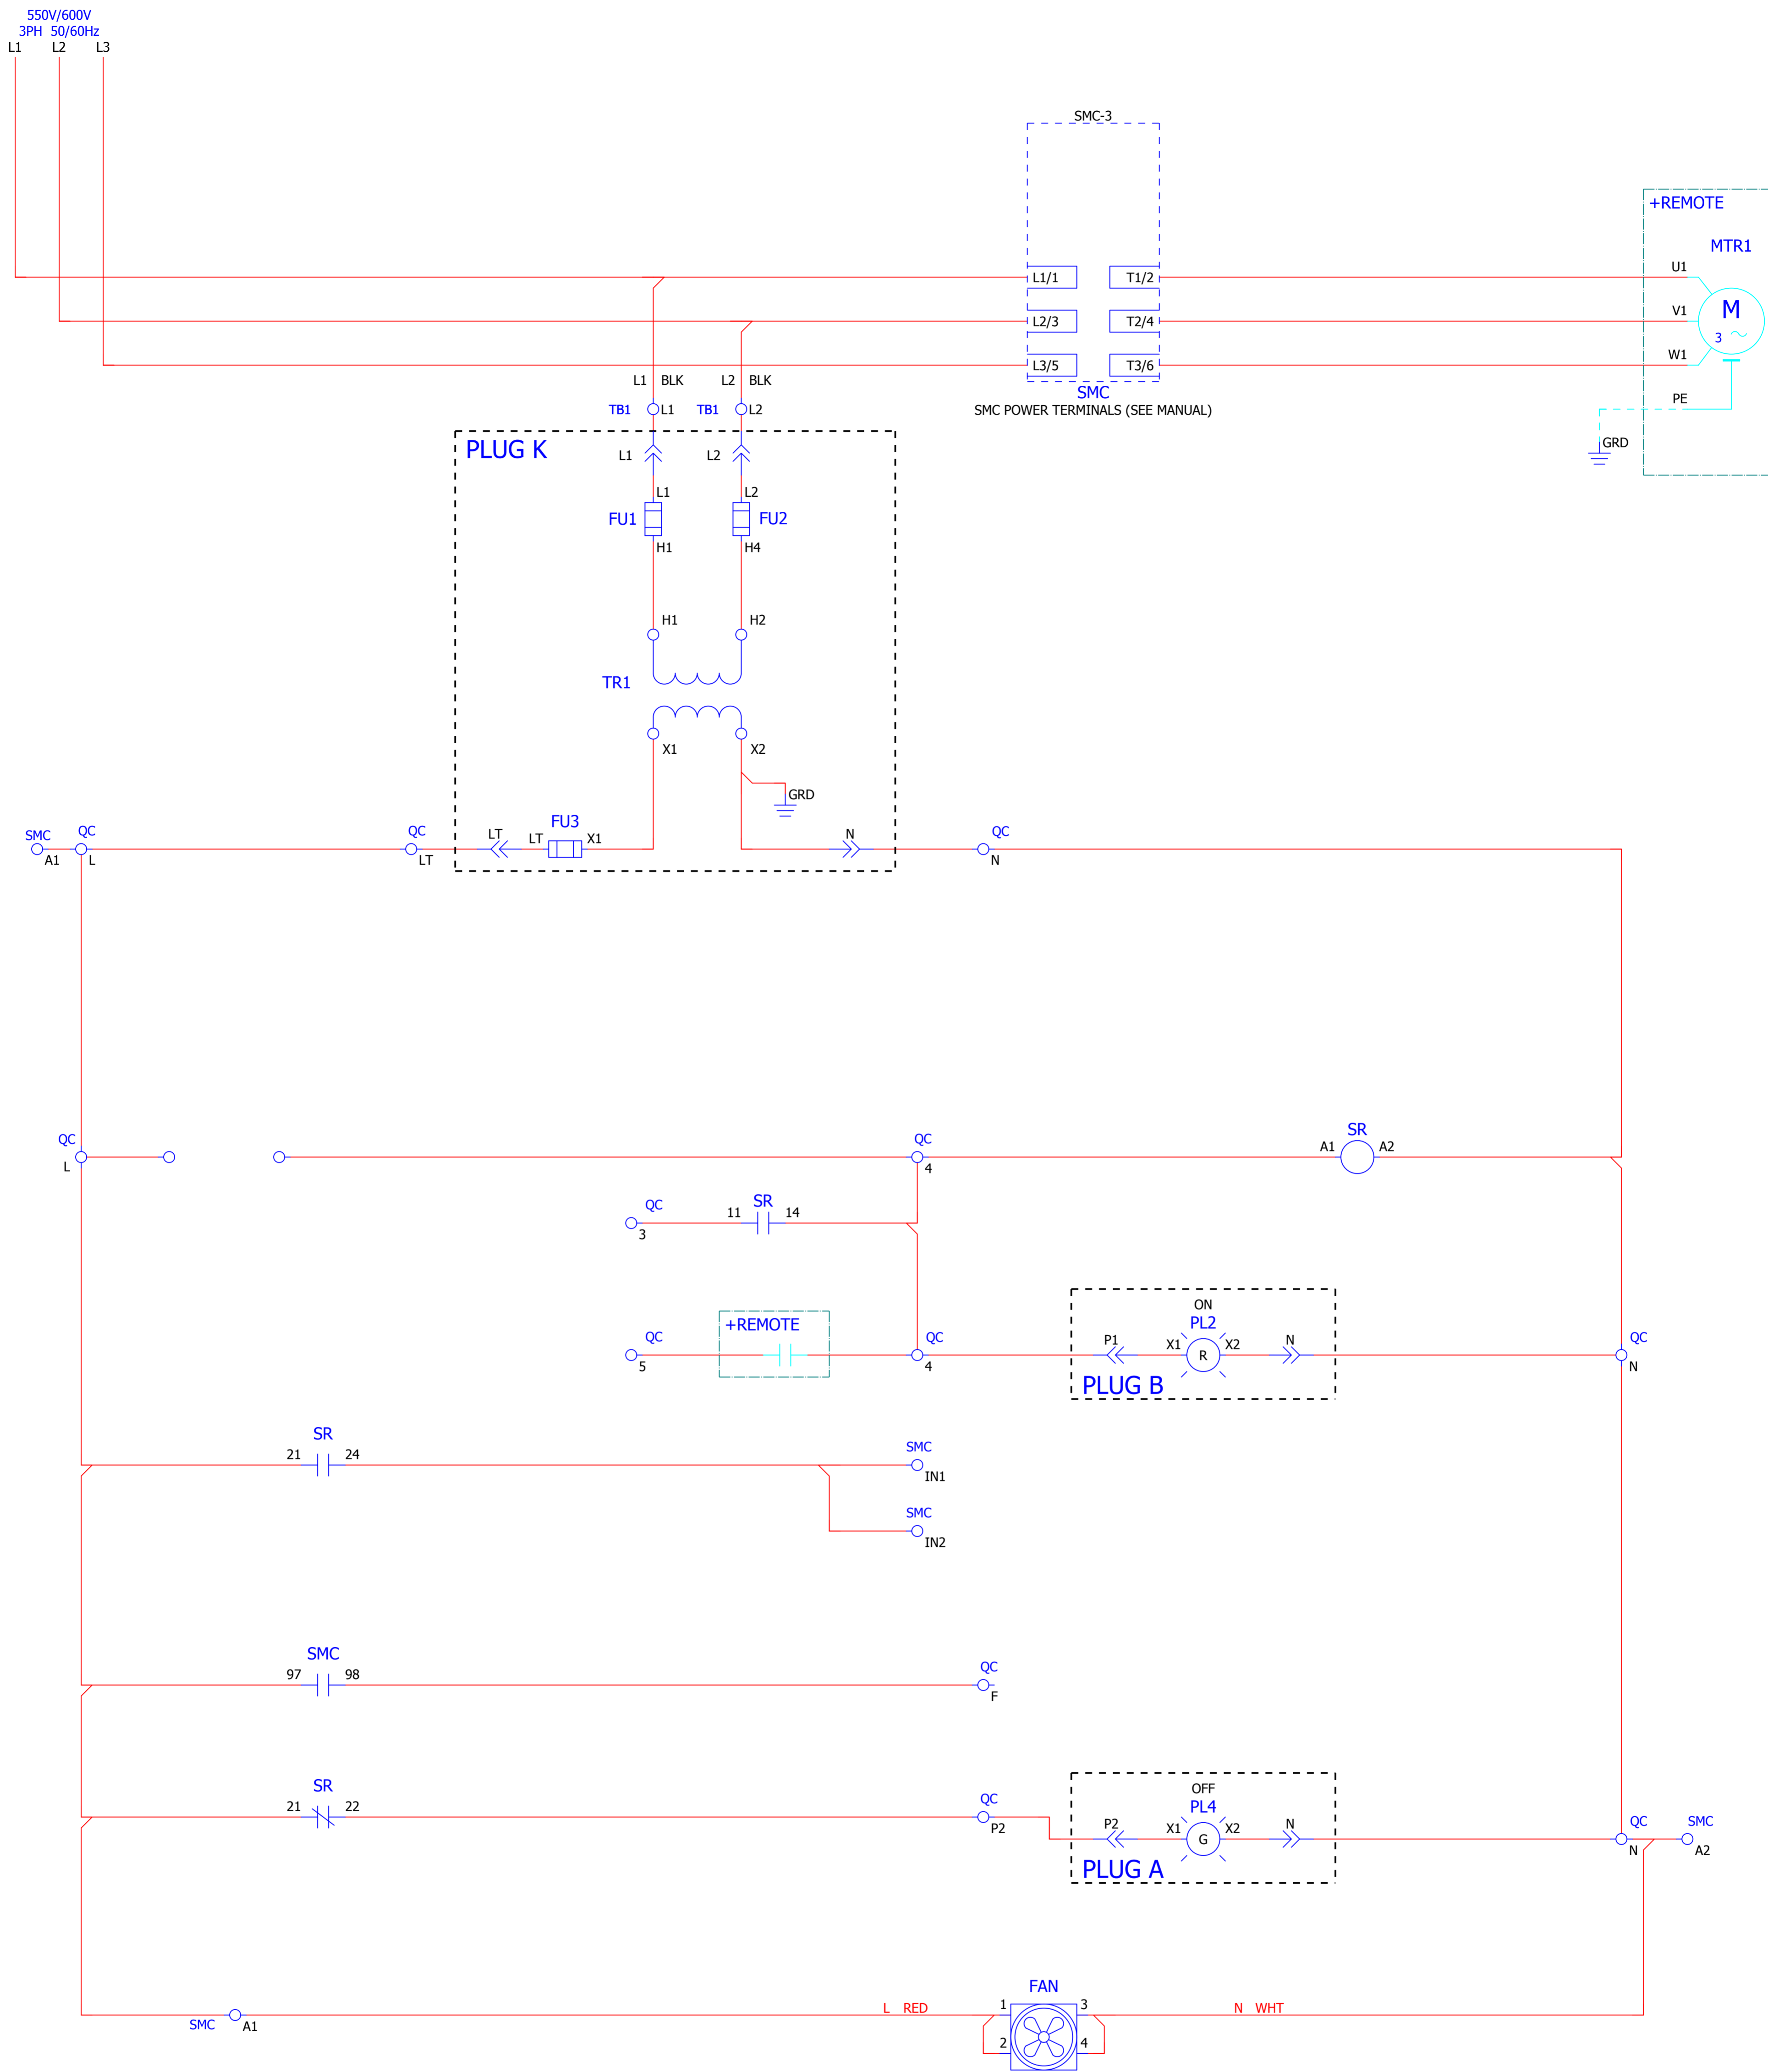 550V/600V
3PH 50/60Hz
L1 L2 L3
SMC-3
+REMOTE
MTR1
L1/1 T1/2 U1
L2/3 T2/4 V1
M
3
L3/5 T3/6 W1
L1 BLK L2 BLK
SMC
SMC POWER TERMINALS (SEE MANUAL)
PE
GRD
TB1 L1 TB1 L2
PLUG K
L1 L2
L1 L2
FU1 FU2
H1 H4
H1 H2
TR1
X1 X2
GRD
SMC QC QC LT LT FU3 X1 N QC
A1 L LT N
QC QC A1 SR A2
L 4
QC 11 SR 14
3
+REMOTE
ON
QC QC P1 X1 PL2 X2 N QC
5 4 R N
PLUG B
SR SMC
21 24 IN1
SMC
IN2
SMC QC
97 98 F
SR OFF
21 22 QC P2 X1 PL4 X2 N QC SMC
P2 G N A2
PLUG A
FAN
L RED 1 3 N WHT
SMC A1
2 4